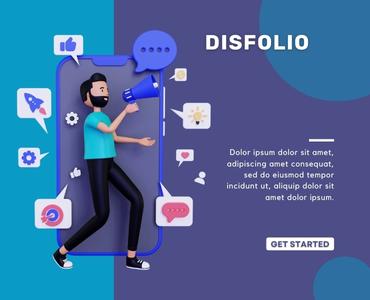 DISFOLIO
Dorem ipsum dolor sit amet,
adipiscing amet consequat,
sed do eiusmod tempor
incidunt ut, aliquip dolor sit
amet dolor ipsum.
GET STARTED